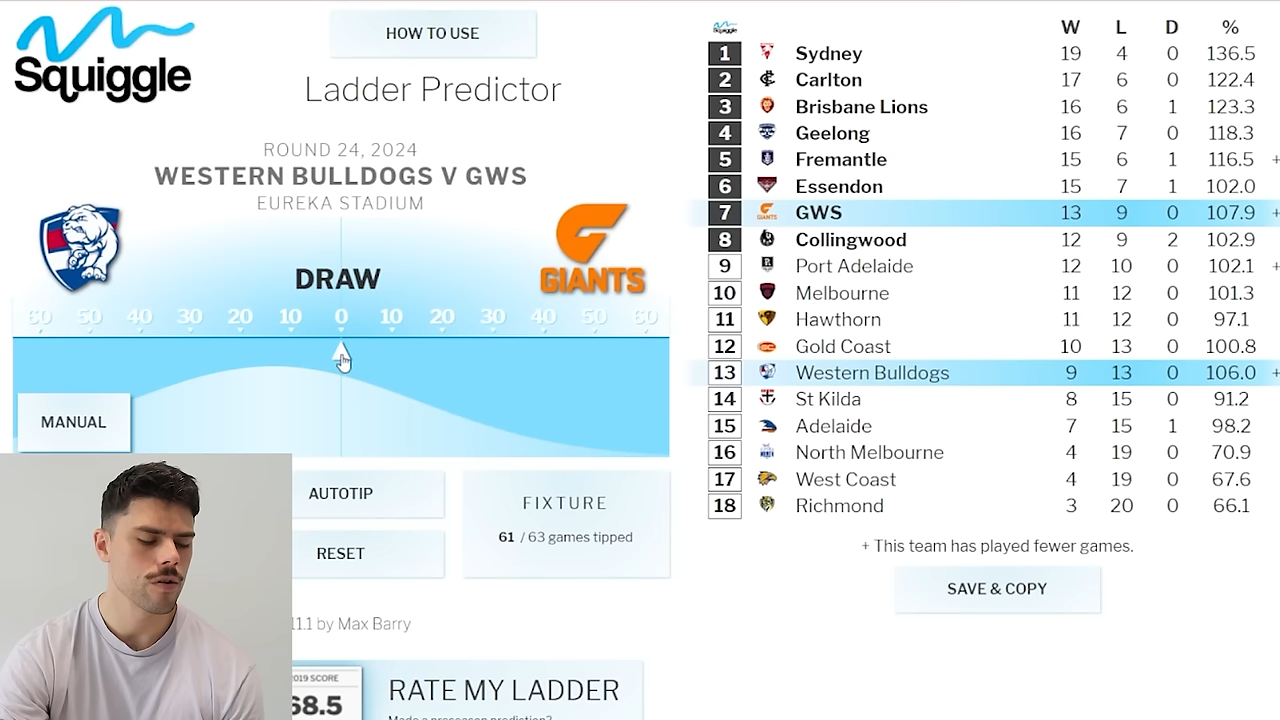 Squiggle
HOW TO USE
Ladder Predictor
ROUND 24, 2024
WESTERN BULLDOGS V GWS
EUREKA STADIUM
GIANTS
DRAW
60 50 40 30 20 10 0 10 20 30 40 50 60
MANUAL
AUTOTIP
RESET
FIXTURE
61 / 63 games tipped
11.1 by Max Barry
2019 SCORE
68.5
RATE MY LADDER
Made a preseason prediction?
Squiggle W L D %
1 Sydney 19 4 0 136.5
2 Carlton 17 6 0 122.4
3 Brisbane Lions 16 6 1 123.3
4 Geelong 16 7 0 118.3
5 Fremantle 15 6 1 116.5 +
6 Essendon 15 7 1 102.0
7 GIANTS GWS 13 9 0 107.9 +
8 Collingwood 12 9 2 102.9
9 Port Adelaide 12 10 0 102.1 +
10 Melbourne 11 12 0 101.3
11 Hawthorn 11 12 0 97.1
12 Gold Coast 10 13 0 100.8
13 Western Bulldogs 9 13 0 106.0 +
14 St Kilda 8 15 0 91.2
15 Adelaide 7 15 1 98.2
16 North Melbourne 4 19 0 70.9
17 West Coast 4 19 0 67.6
18 Richmond 3 20 0 66.1
+ This team has played fewer games.
SAVE & COPY